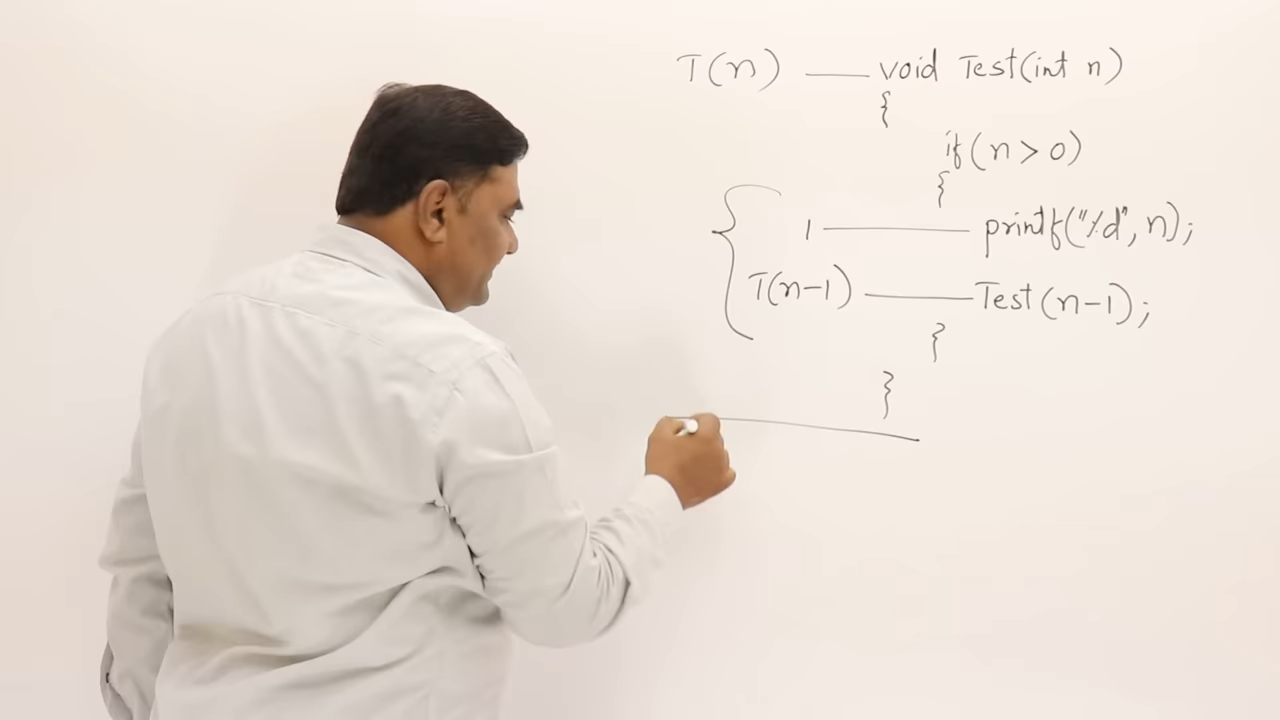 T(n) — void Test(int n)
{
if(n>0)
{
1 — printf("%d", n);
T(n-1) — Test(n-1);
}
}